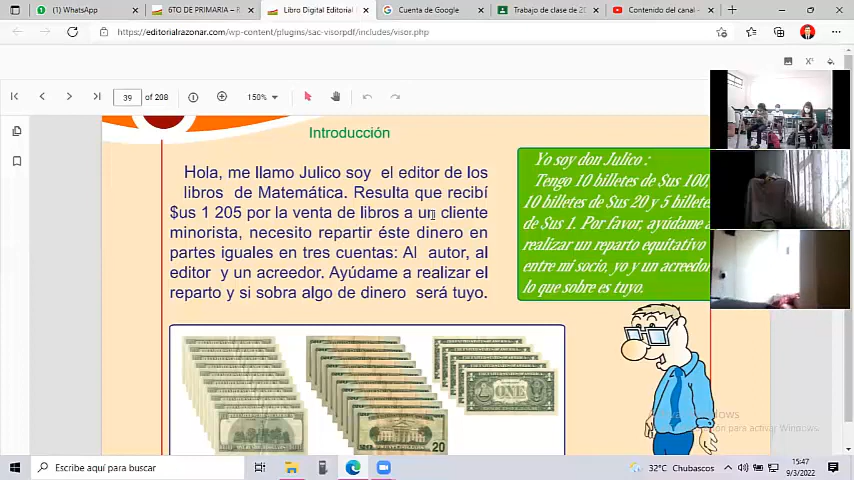 (1) WhatsApp
6TO DE PRIMARIA – R
Libro Digital Editorial
Cuenta de Google
Trabajo de clase de 20
Contenido del canal -
https://editorialrazonar.com/wp-content/plugins/sac-visorpdf/includes/visor.php
39 of 208
150%
Introducción
Hola, me llamo Julico soy el editor de los
libros de Matemática. Resulta que recibí
$us 1 205 por la venta de libros a un cliente
minorista, necesito repartir éste dinero en
partes iguales en tres cuentas: Al autor, al
editor y un acreedor. Ayúdame a realizar el
reparto y si sobra algo de dinero será tuyo.
Yo soy don Julico :
Tengo 10 billetes de $us 100,
10 billetes de $us 20 y 5 billete
de $us 1. Por favor, ayúdame a
realizar un reparto equitativo
entre mi socio, yo y un acreedor
lo que sobre es tuyo.
ONE
20
ón para activar Windows.
Escribe aquí para buscar
32°C Chubascos
15:47
9/3/2022